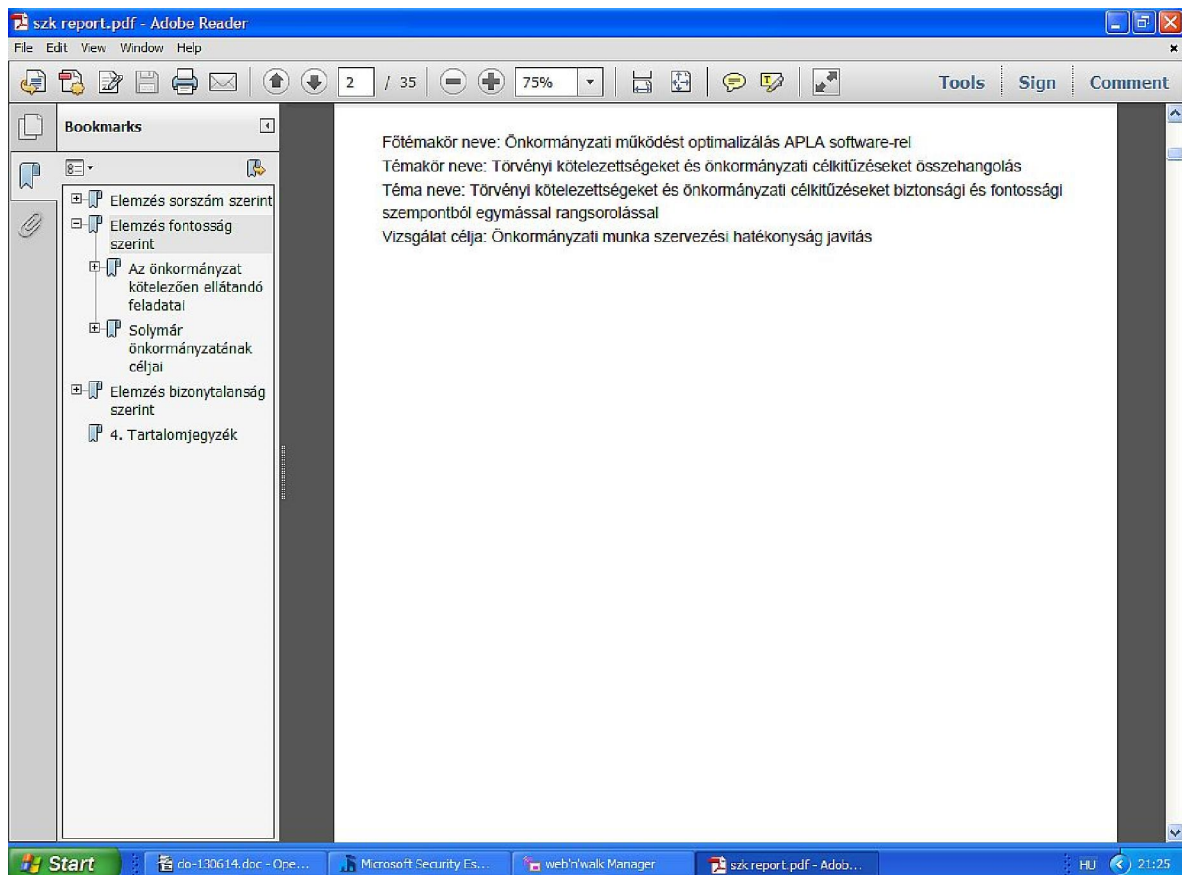 szk report.pdf - Adobe Reader
File Edit View Window Help
2 / 35
75%
Tools
Sign
Comment
Bookmarks
Elemzés sorszám szerint
Elemzés fontosság
szerint
Az önkormányzat
kötelezően ellátandó
feladatai
Solymár
önkormányzatának
céljai
Elemzés bizonytalanság
szerint
4. Tartalomjegyzék
Főtémakör neve: Önkormányzati működést optimalizálás APLA software-rel
Témakör neve: Törvényi kötelezettségeket és önkormányzati célkitűzéseket összehangolás
Téma neve: Törvényi kötelezettségeket és önkormányzati célkitűzéseket biztonsági és fontossági
szempontból egymással rangsorolással
Vizsgálat célja: Önkormányzati munka szervezési hatékonyság javitás
Start
do-130614.doc - Ope...
Microsoft Security Es...
web'n'walk Manager
szk report.pdf - Adob...
HU
21:25